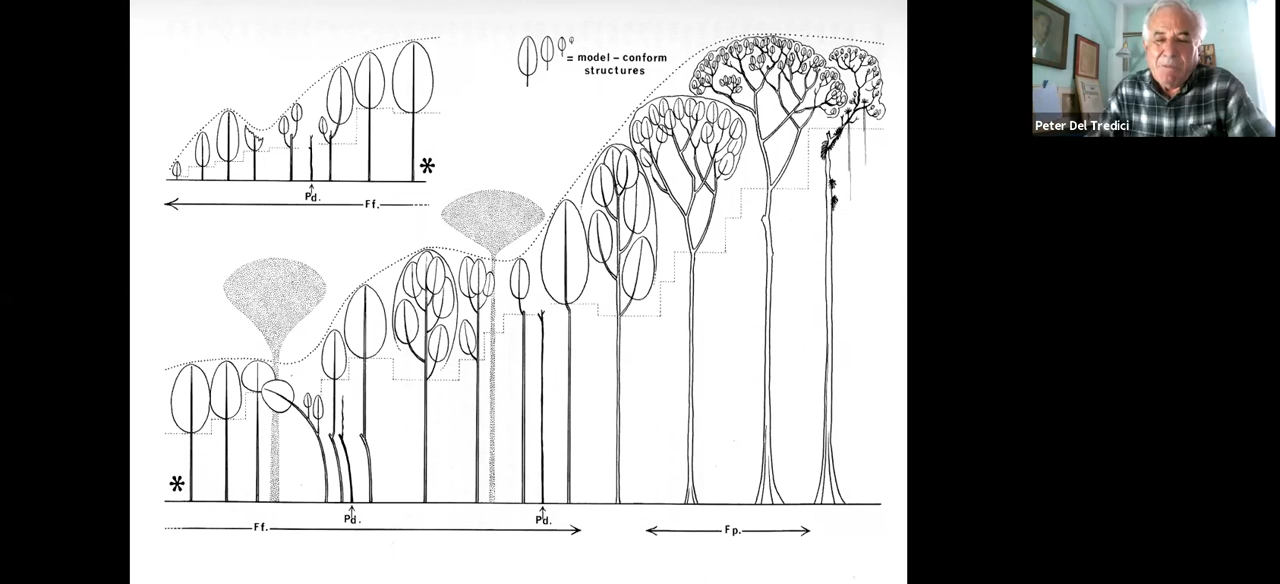 = model – conform
structures
Peter Del Tredici
*
Pd.
Ff.
*
Pd.
Pd.
Ff.
Fp.